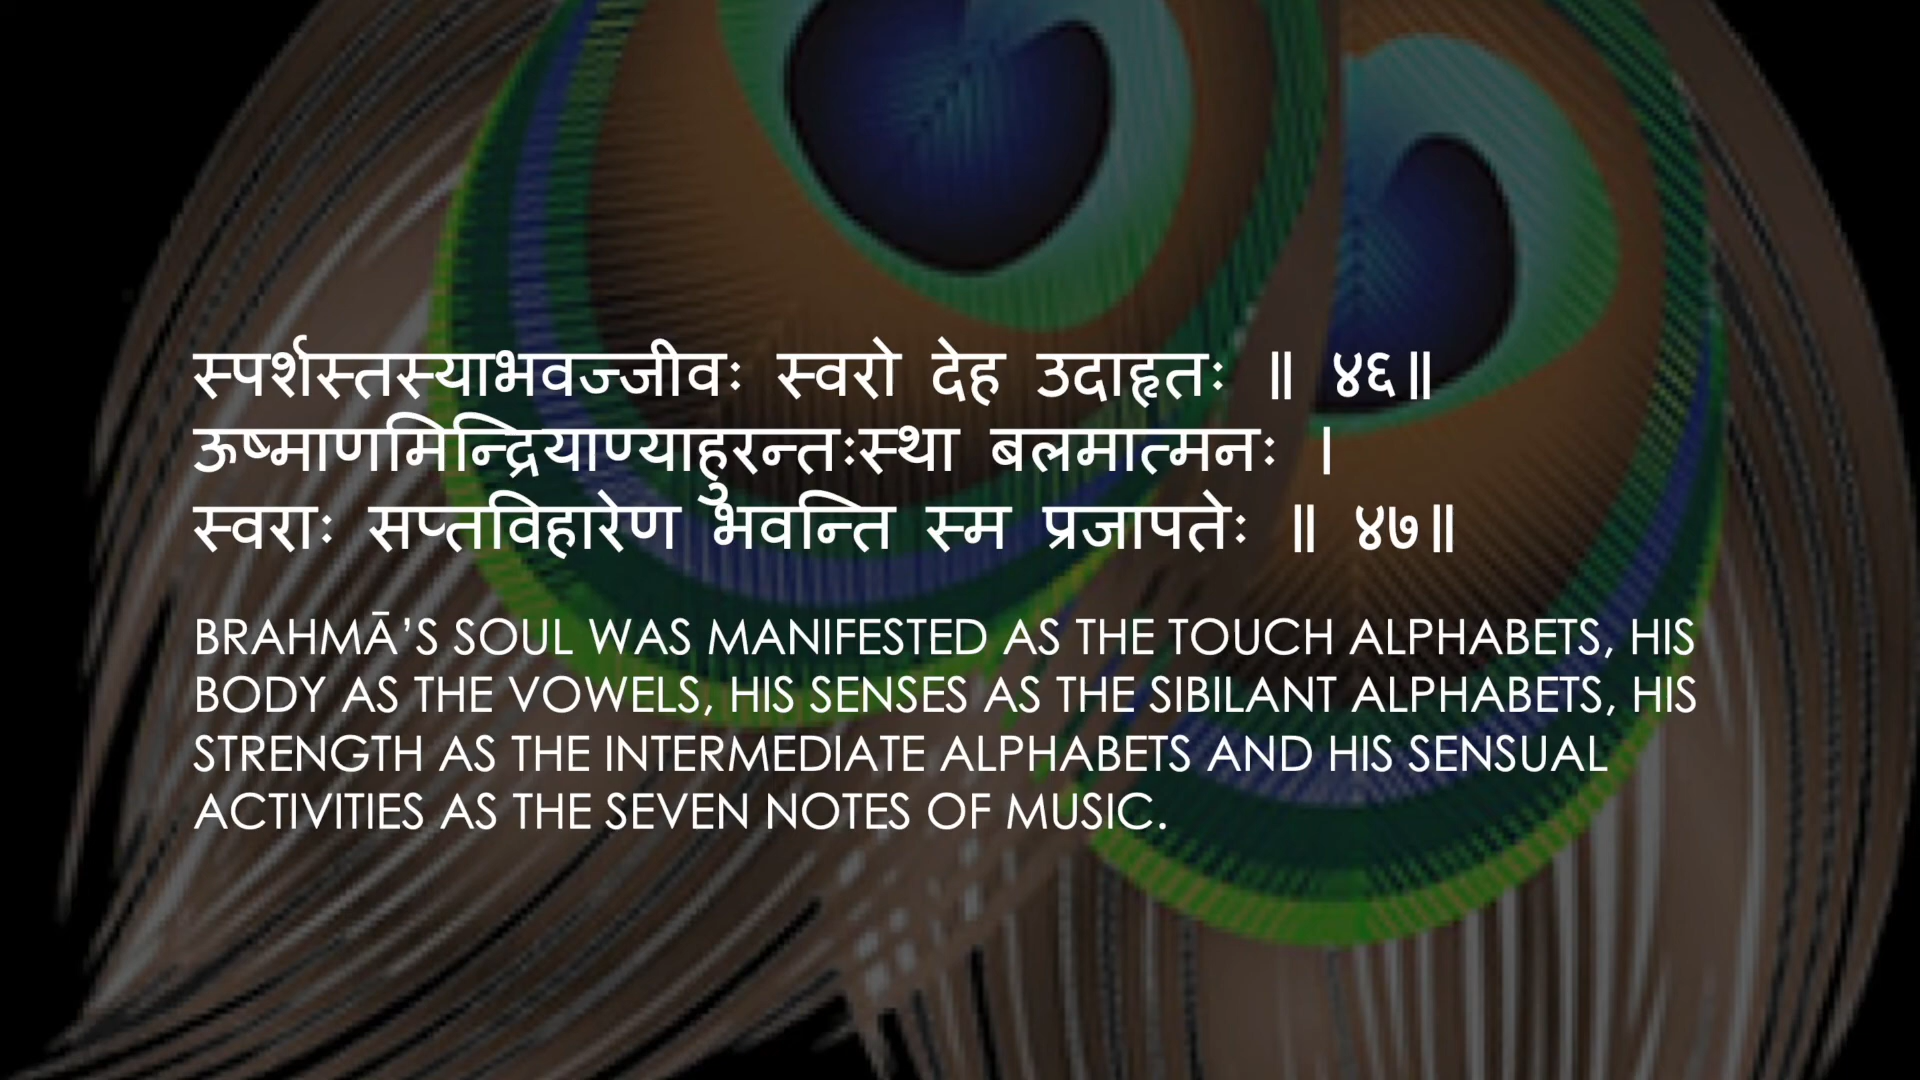 स्पर्शस्तस्याभवज्जीवः स्वरो देह उदाहृतः ॥ ४६॥
ऊष्माणमिन्द्रियाण्याहुरन्तःस्था बलमात्मनः ।
स्वराः सप्तविहारेण भवन्ति स्म प्रजापतेः ॥ ४७॥
BRAHMĀ’S SOUL WAS MANIFESTED AS THE TOUCH ALPHABETS, HIS
BODY AS THE VOWELS, HIS SENSES AS THE SIBILANT ALPHABETS, HIS
STRENGTH AS THE INTERMEDIATE ALPHABETS AND HIS SENSUAL
ACTIVITIES AS THE SEVEN NOTES OF MUSIC.